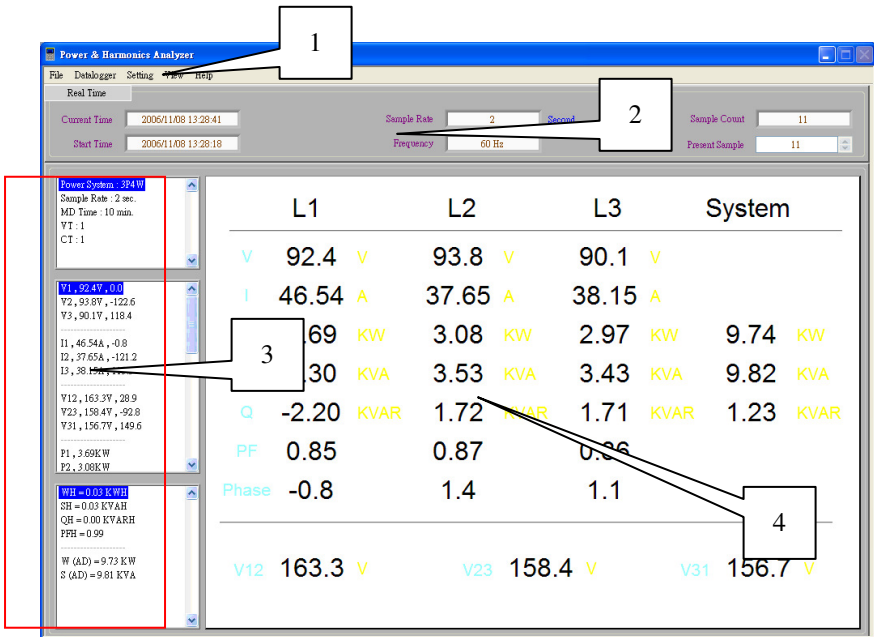 1
Power & Harmonics Analyzer
File Datalogger Setting View Help
Real Time
Current Time 2006/11/08 13:28:41 Sample Rate 2 Second 2 Sample Count 11
Start Time 2006/11/08 13:28:18 Frequency 60 Hz Present Sample 11
Power System : 3P4W
Sample Rate : 2 sec.
MD Time : 10 min.
VT : 1
CT : 1
V1 , 92.4V , 0.0
V2 , 93.8V , -122.6
V3 , 90.1V , 118.4
I1 , 46.54A , -0.8
I2 , 37.65A , -121.2
I3 , 38.15A
V12 , 163.3V , 28.9
V23 , 158.4V , -92.8
V31 , 156.7V , 149.6
P1 , 3.69KW
P2 , 3.08KW
WH = 0.03 KWH
SH = 0.03 KVAH
QH = 0.00 KVARH
PFH = 0.99
W (AD) = 9.73 KW
S (AD) = 9.81 KVA
3
L1 L2 L3 System
V 92.4 V 93.8 V 90.1 V
I 46.54 A 37.65 A 38.15 A
.69 KW 3.08 KW 2.97 KW 9.74 KW
.30 KVA 3.53 KVA 3.43 KVA 9.82 KVA
Q -2.20 KVAR 1.72 KVAR 1.71 KVAR 1.23 KVAR
PF 0.85 0.87 0.86
Phase -0.8 1.4 1.1
4
V12 163.3 V V23 158.4 V V31 156.7 V